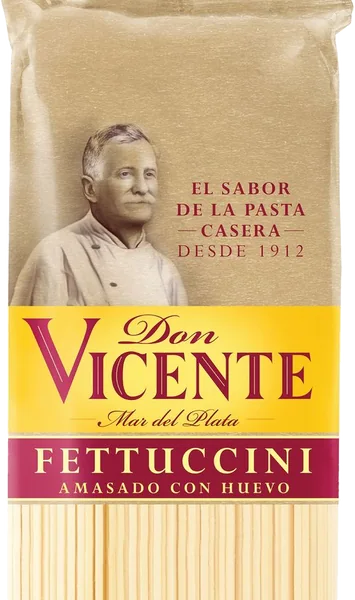 EL SABOR
DE LA PASTA
CASERA
DESDE 1912
Don
VICENTE
Mar del Plata
FETTUCCINI
AMASADO CON HUEVO